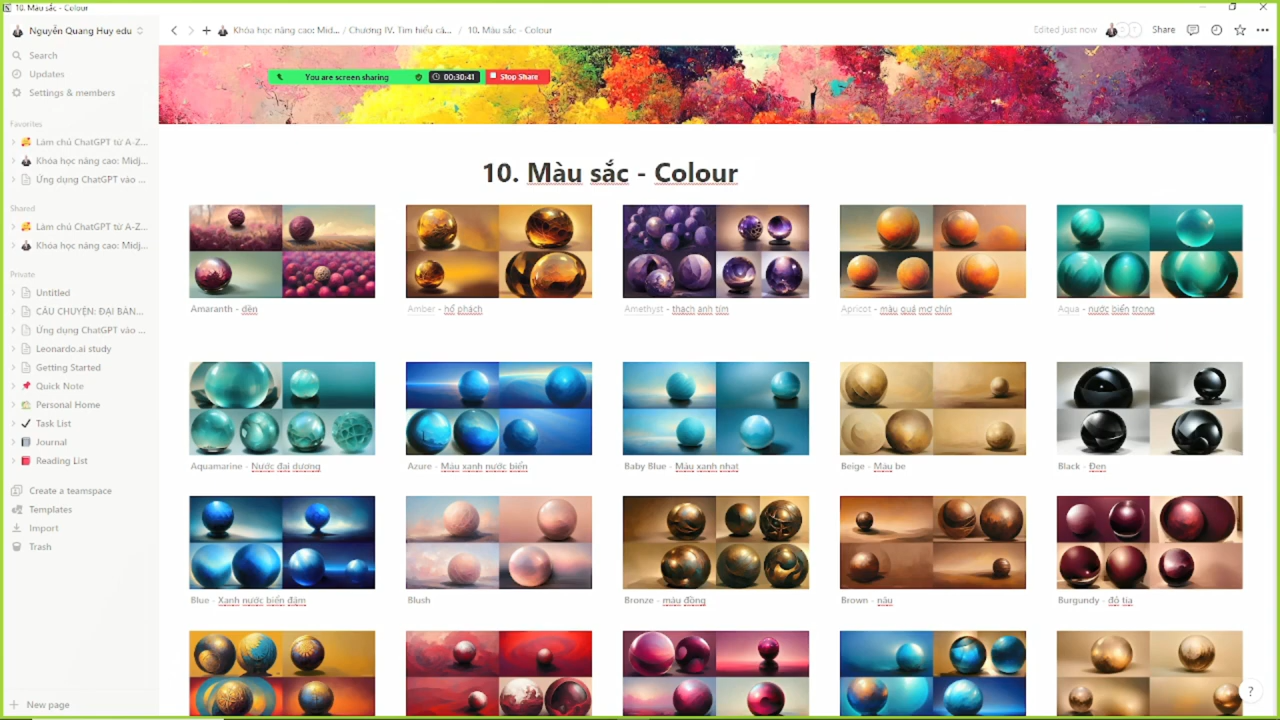 10. Màu sắc - Colour
Nguyễn Quang Huy edu
Khóa học nâng cao: Mid... / Chương IV. Tìm hiểu cá... / 10. Màu sắc - Colour
Edited just now
Share
Search
Updates
Settings & members
You are screen sharing
00:30:41
Stop Share
Favorites
Làm chủ ChatGPT từ A-Z...
Khóa học nâng cao: Midj...
Ứng dụng ChatGPT vào ...
Shared
Làm chủ ChatGPT từ A-Z...
Khóa học nâng cao: Midj...
Private
Untitled
CÂU CHUYỆN: ĐẠI BÀN...
Ứng dụng ChatGPT vào ...
Leonardo.ai study
Getting Started
Quick Note
Personal Home
Task List
Journal
Reading List
Create a teamspace
Templates
Import
Trash
New page
10. Màu sắc - Colour
Amaranth - dền
Amber - hổ phách
Amethyst - thạch anh tím
Apricot - màu quả mơ chín
Aqua - nước biển trong
Aquamarine - Nước đại dương
Azure - Màu xanh nước biển
Baby Blue - Màu xanh nhạt
Beige - Màu be
Black - Đen
Blue - Xanh nước biển đậm
Blush
Bronze - màu đồng
Brown - nâu
Burgundy - đỏ tía
?